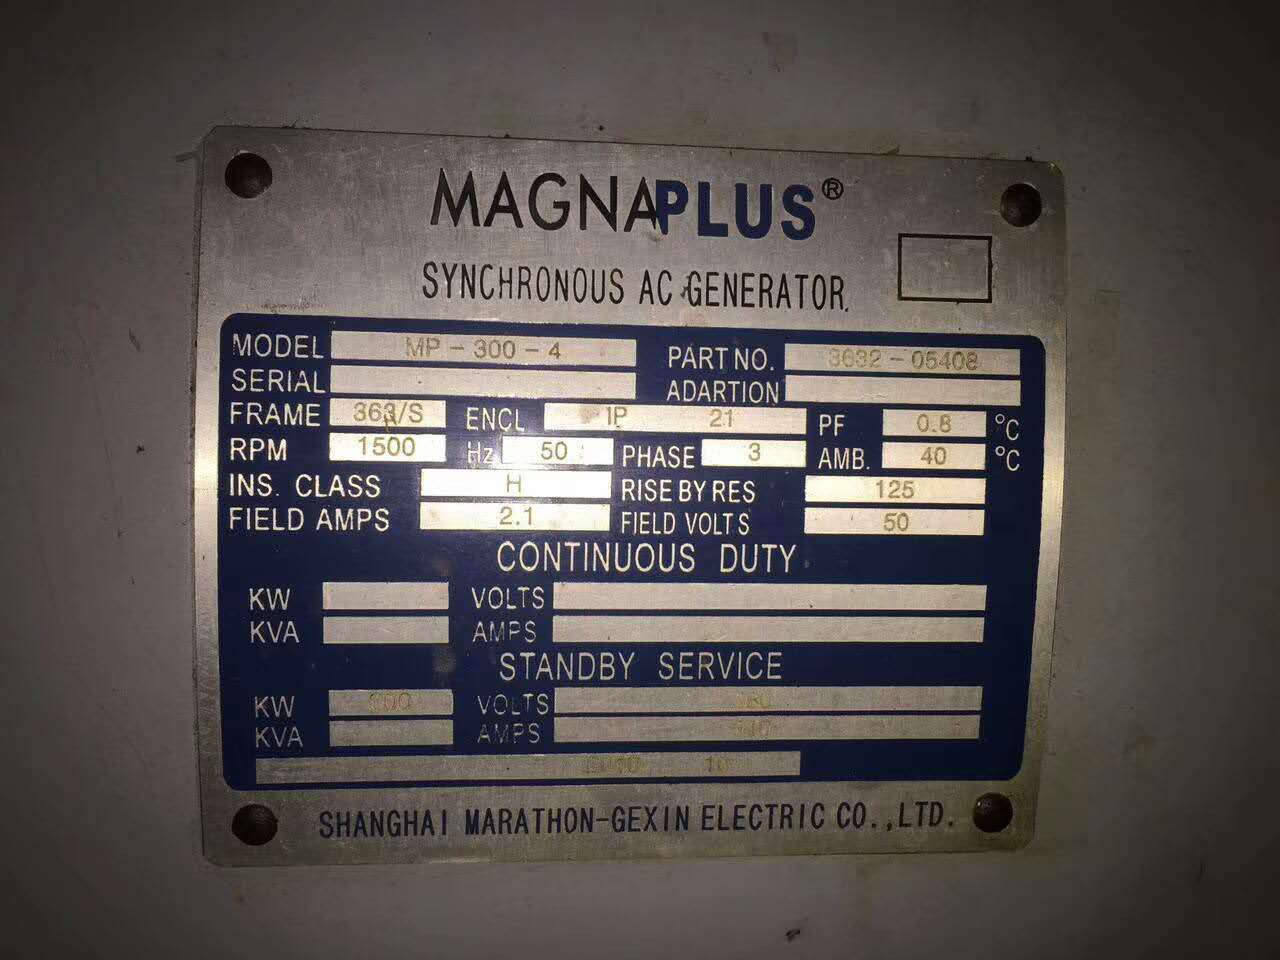 MAGNAPLUS®
SYNCHRONOUS AC GENERATOR
MODEL MP-300-4 PART NO. 3632-05408
SERIAL ADARTION
FRAME ENCL IP 21 PF 0.8 °C
RPM 1500 Hz 50 PHASE 3 AMB. 40 °C
INS. CLASS H RISE BY RES 125
FIELD AMPS 2.1 FIELD VOLTS 50
CONTINUOUS DUTY
KW VOLTS
KVA AMPS
STANDBY SERVICE
KW VOLTS
KVA AMPS
10
SHANGHAI MARATHON-GEXIN ELECTRIC CO.,LTD.